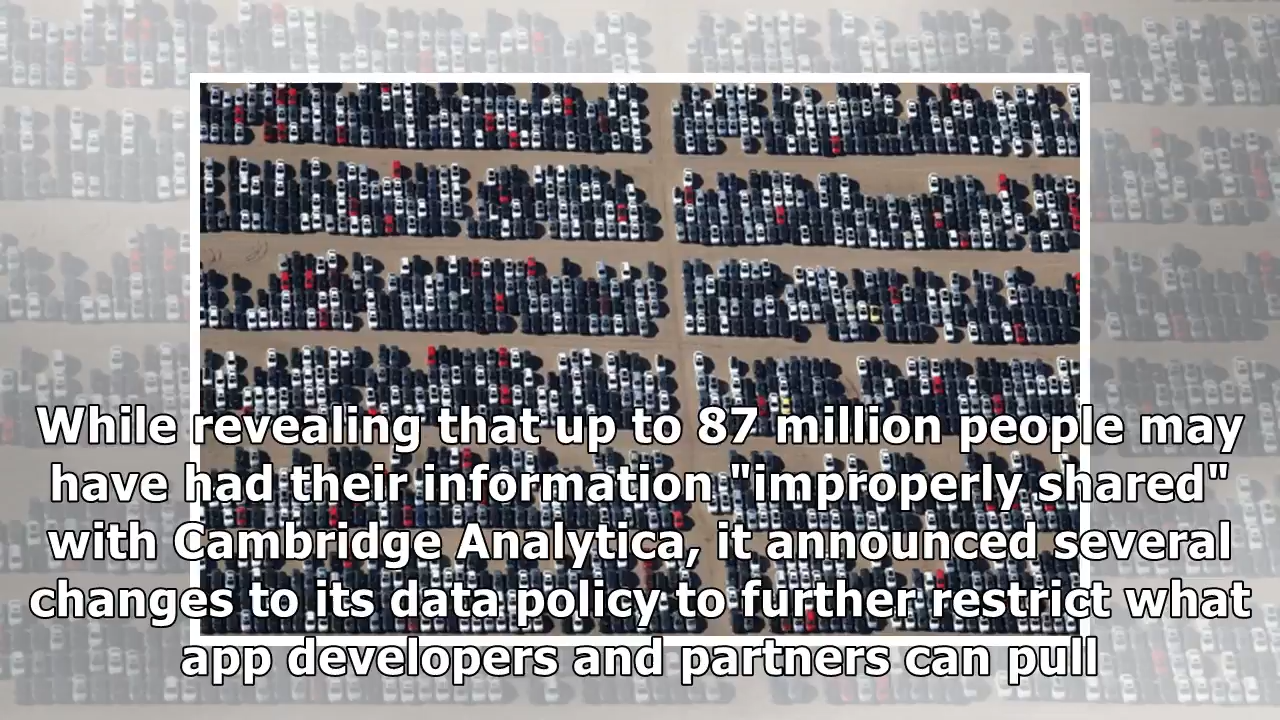 While revealing that up to 87 million people may
have had their information "improperly shared"
with Cambridge Analytica, it announced several
changes to its data policy to further restrict what
app developers and partners can pull